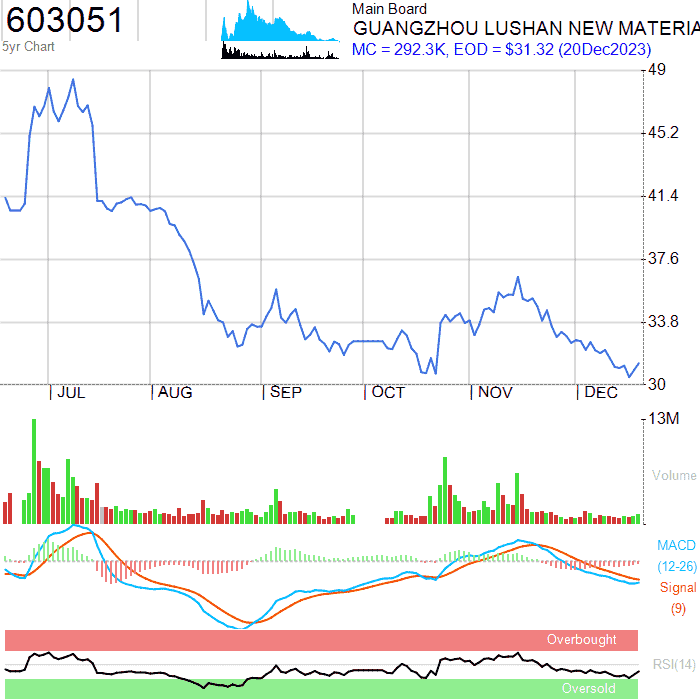 603051
5yr Chart
Main Board
GUANGZHOU LUSHAN NEW MATERIA
MC = 292.3K, EOD = $31.32 (20Dec2023)
49
45.2
41.4
37.6
33.8
30
JUL AUG SEP OCT NOV DEC
13M
Volume
MACD
(12-26)
Signal
(9)
Overbought
RSI(14)
Oversold